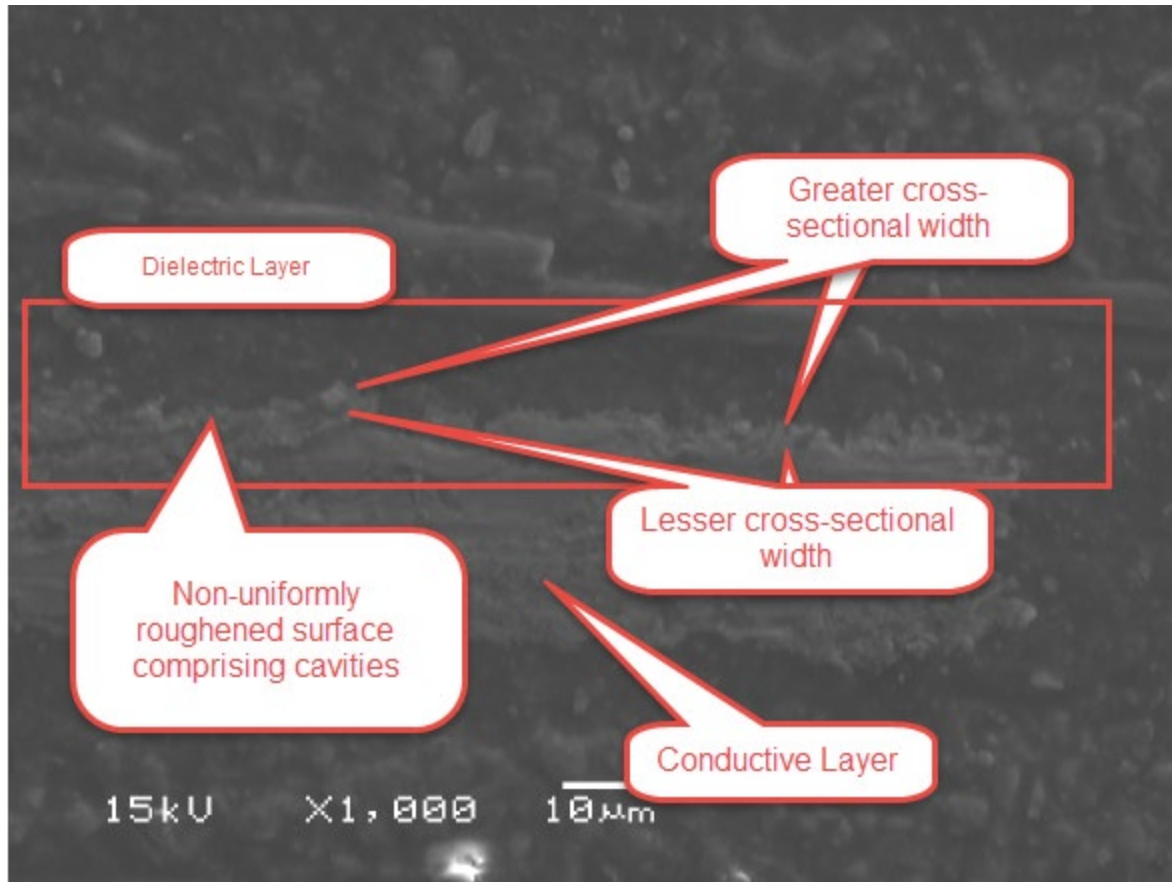 Greater cross-
sectional width
Dielectric Layer
Lesser cross-sectional
width
Non-uniformly
roughened surface
comprising cavities
Conductive Layer
15kV X1,000 10μm